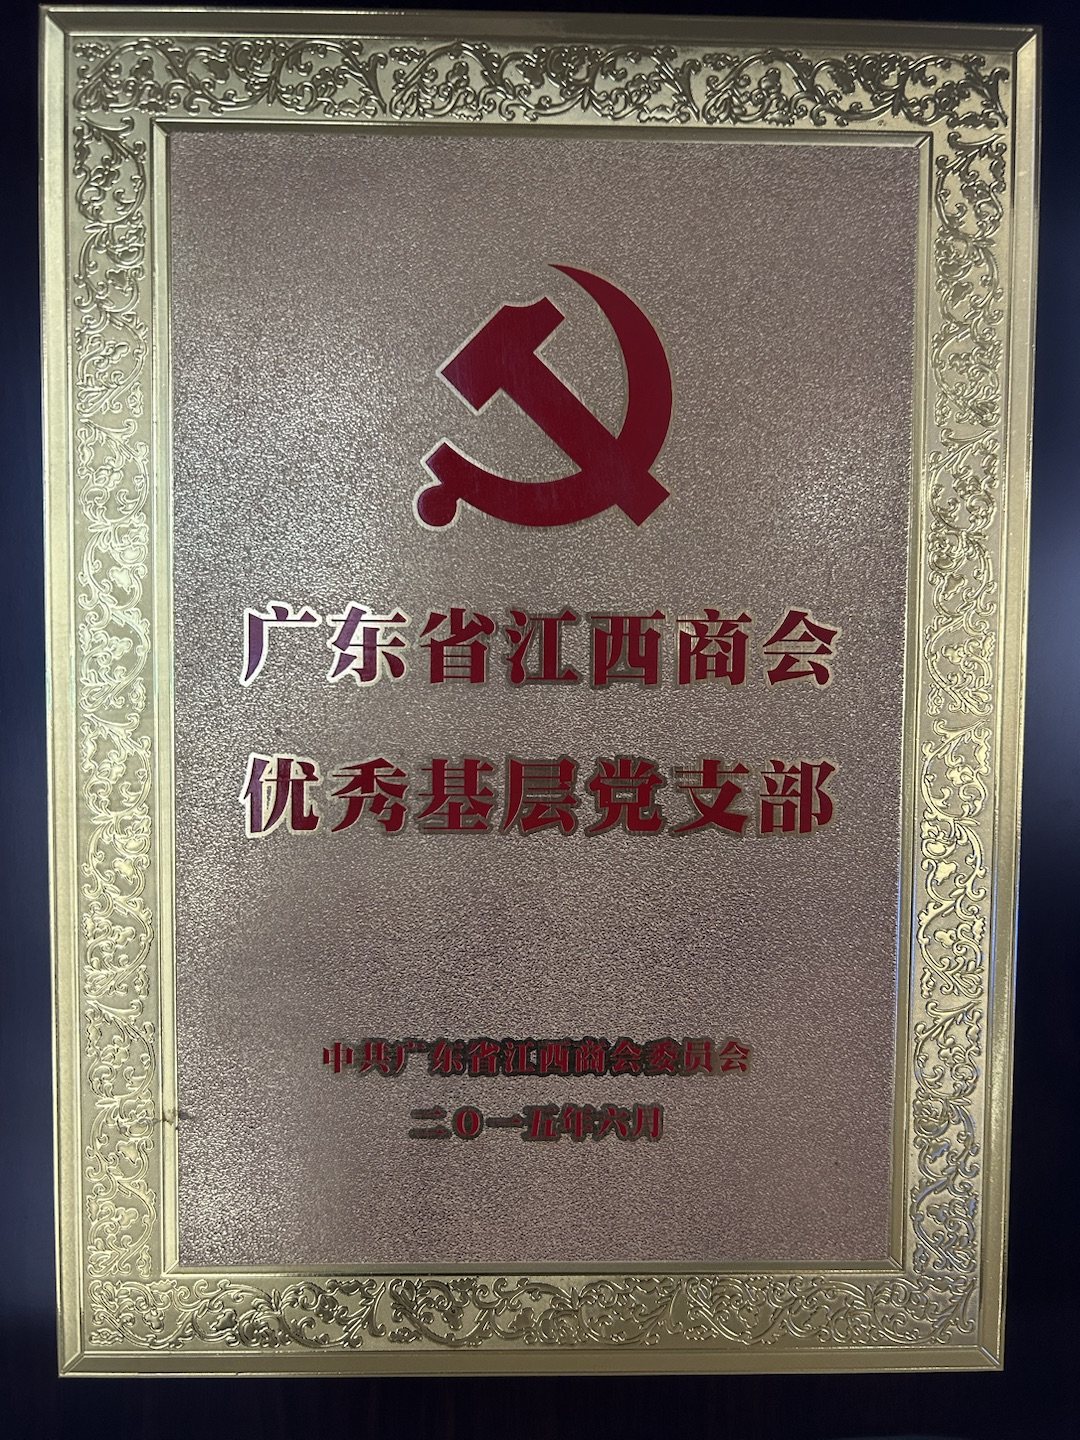 广东省江西商会
优秀基层党支部
中共广东省江西商会委员会
二〇一五年六月